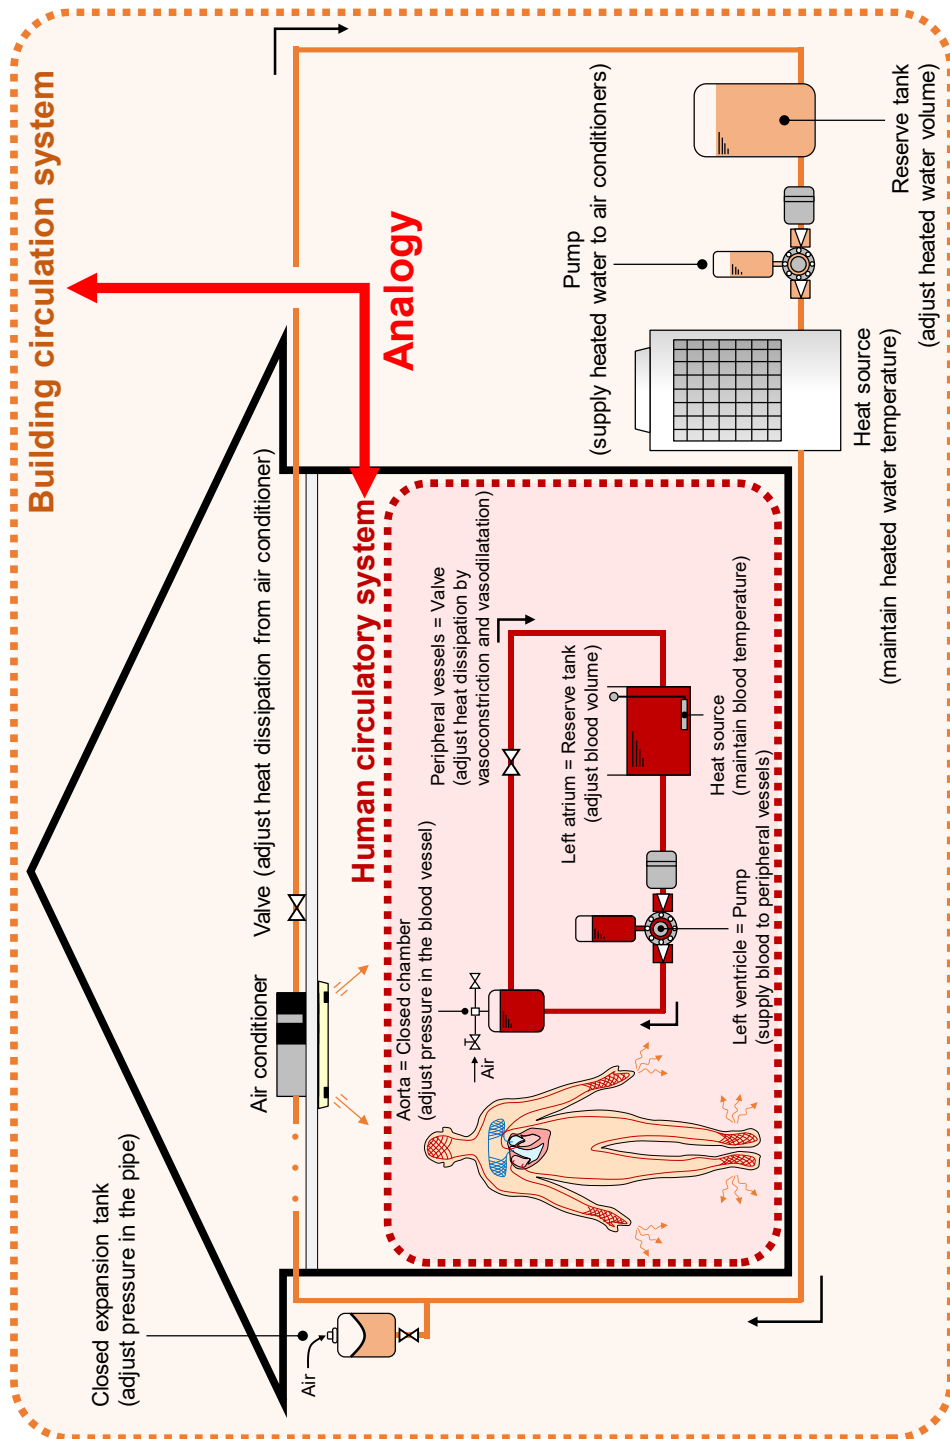 Building circulation system
Closed expansion tank
(adjust pressure in the pipe)
Air
Air conditioner
Valve (adjust heat dissipation from air conditioner)
Analogy
Human circulatory system
Aorta = Closed chamber
(adjust pressure in the blood vessel)
Air
Peripheral vessels = Valve
(adjust heat dissipation by
vasoconstriction and vasodilatation)
Left atrium = Reserve tank
(adjust blood volume)
Heat source
(maintain blood temperature)
Left ventricle = Pump
(supply blood to peripheral vessels)
Pump
(supply heated water to air conditioners)
Heat source
(maintain heated water temperature)
Reserve tank
(adjust heated water volume)